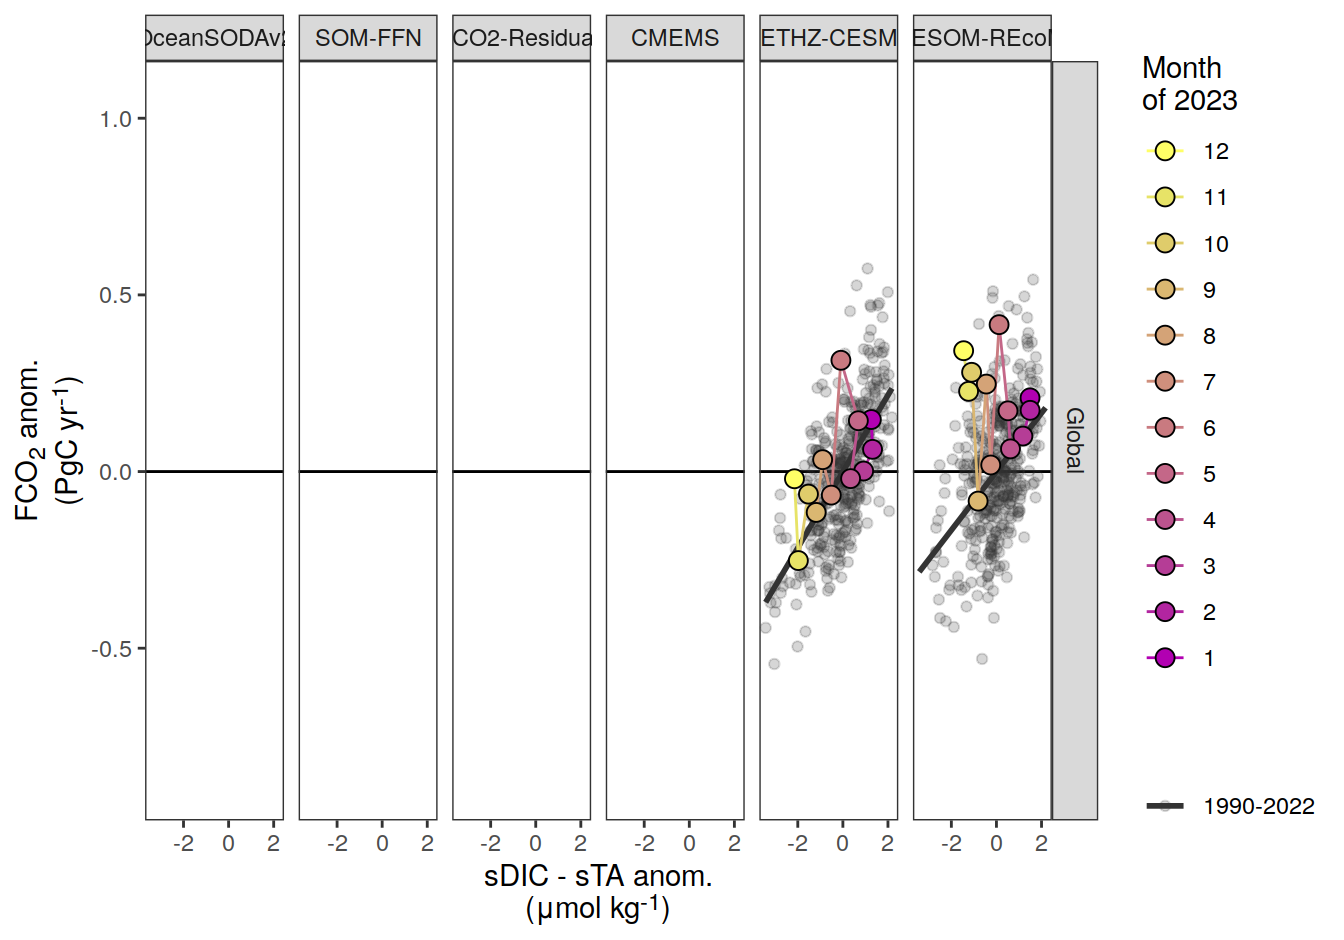 OceanSODAv2
SOM-FFN
CO2-Residual
CMEMS
ETHZ-CESM
ESOM-REcoM
Month
of 2023
12
11
10
9
8
7
6
5
4
3
2
1
1990-2022
Global
FCO2 anom.
(PgC yr-1)
1.0
0.5
0.0
-0.5
-2 0 2
-2 0 2
-2 0 2
-2 0 2
-2 0 2
-2 0 2
sDIC - sTA anom.
(µmol kg-1)